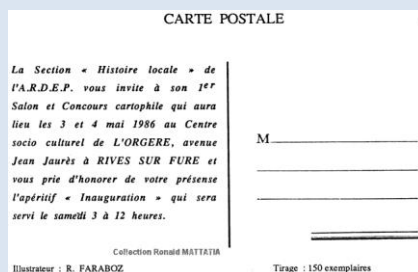 CARTE POSTALE
La Section « Histoire locale » de
l'A.R.D.E.P. vous invite à son 1er
Salon et Concours cartophile qui aura
lieu les 3 et 4 mai 1986 au Centre
socio culturel de L'ORGERE, avenue
Jean Jaurès à RIVES SUR FURE et
vous prie d'honorer de votre présense
l'apéritif « Inauguration » qui sera
servi le samedi 3 à 12 heures.
M
Collection Ronald MATTATIA
Illustrateur : R. FARABOZ
Tirage : 150 exemplaires